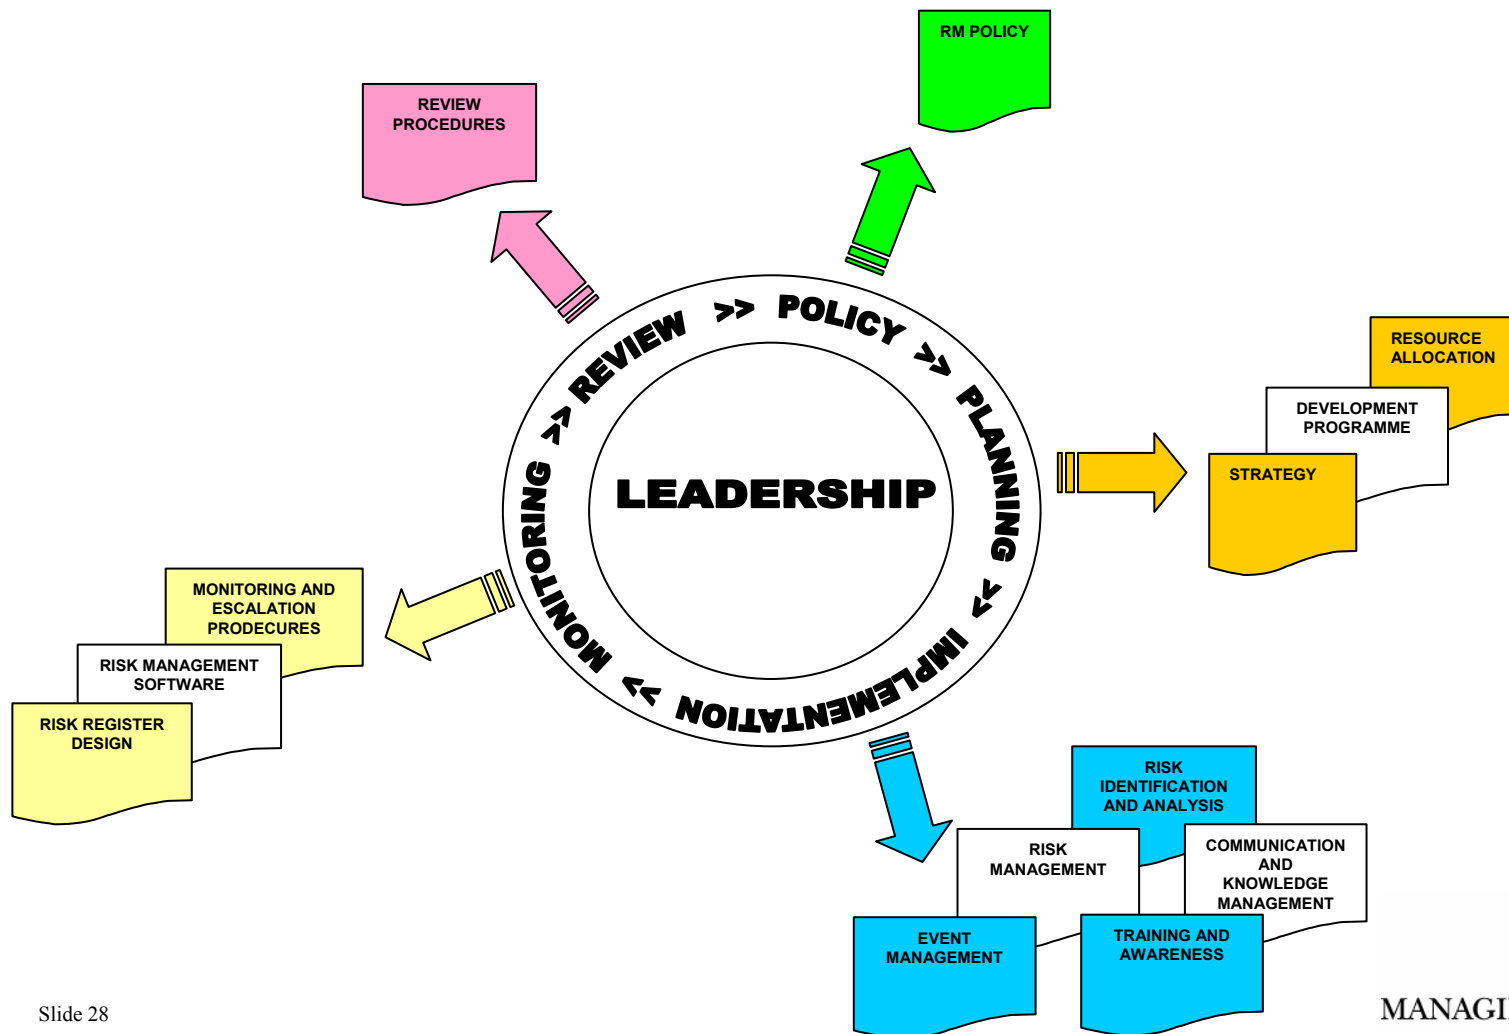 RM POLICY
REVIEW
PROCEDURES
REVIEW >> POLICY >> PLANNING >> IMPLEMENTATION >> MONITORING >>
LEADERSHIP
RESOURCE
ALLOCATION
DEVELOPMENT
PROGRAMME
STRATEGY
MONITORING AND
ESCALATION
PRODECURES
RISK MANAGEMENT
SOFTWARE
RISK REGISTER
DESIGN
RISK
IDENTIFICATION
AND ANALYSIS
RISK
MANAGEMENT
COMMUNICATION
AND
KNOWLEDGE
MANAGEMENT
EVENT
MANAGEMENT
TRAINING AND
AWARENESS
Slide 28